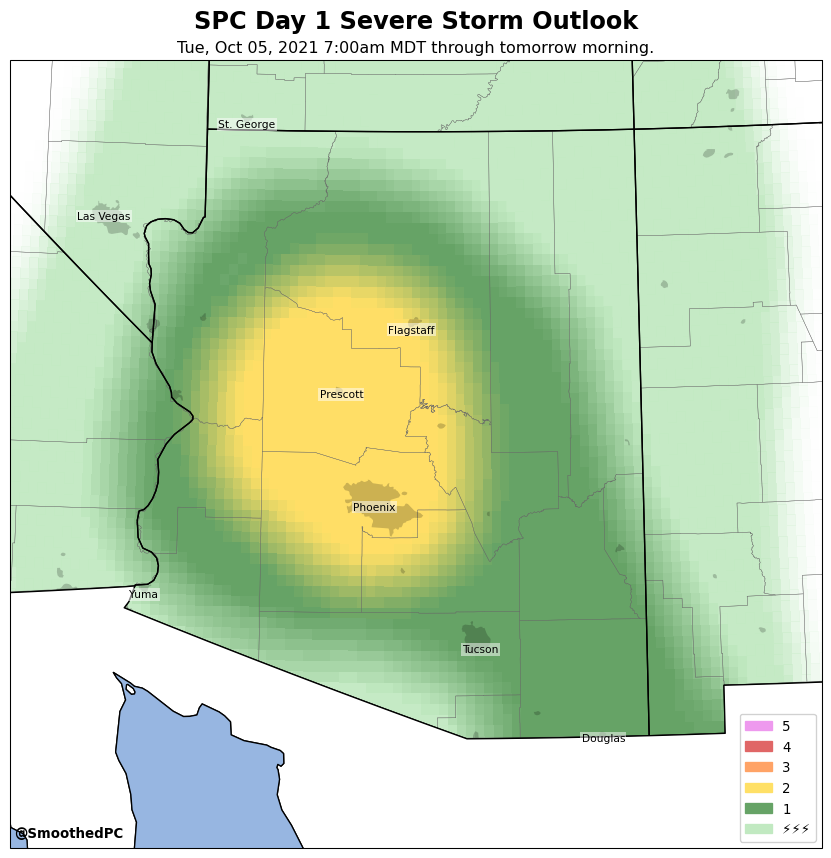 SPC Day 1 Severe Storm Outlook
Tue, Oct 05, 2021 7:00am MDT through tomorrow morning.
St. George
Las Vegas
Flagstaff
Prescott
Phoenix
Yuma
Tucson
Douglas
5
4
3
2
1
⚡⚡⚡
@SmoothedPC